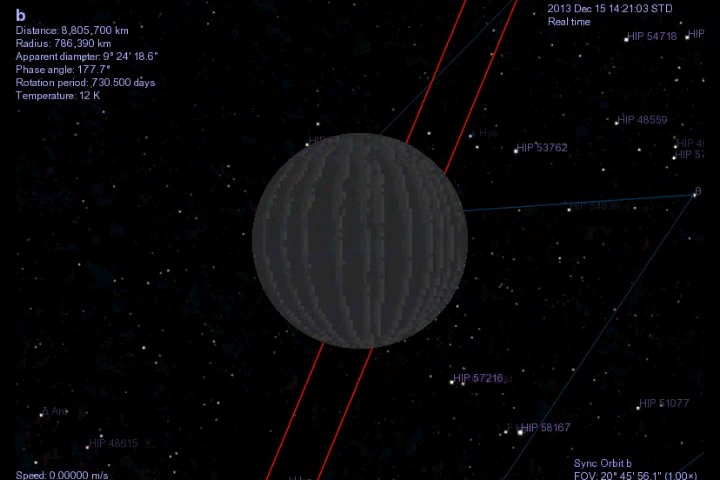 b
Distance: 8,805,700 km
Radius: 786,390 km
Apparent diameter: 9° 24' 18.6"
Phase angle: 177.7°
Rotation period: 730.500 days
Temperature: 12 K
2013 Dec 15 14:21:03 STD
Real time
HIP 54718
HIP
HIP 48559
HIP 53762
HIP 57216
HIP 51077
HIP 58167
HIP 48615
Speed: 0.00000 m/s
Sync Orbit b
FOV: 20° 45' 56.1" (1.00×)